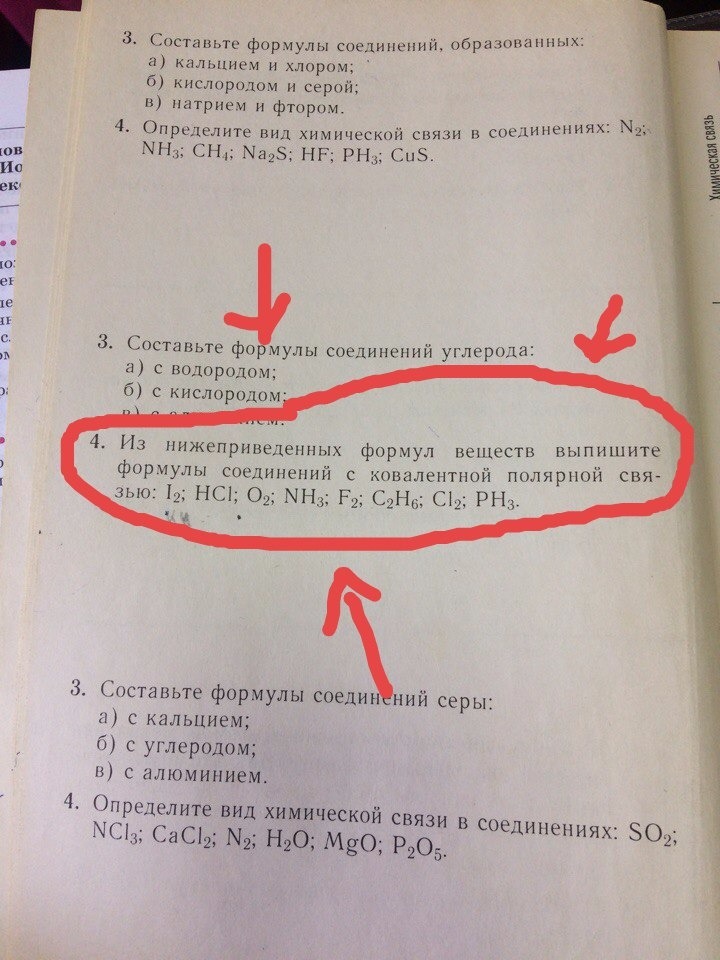 3. Составьте формулы соединений, образованных:
а) кальцием и хлором;
б) кислородом и серой;
в) натрием и фтором.
4. Определите вид химической связи в соединениях: N₂;
NH₃; CH₄; Na₂S; HF; PH₃; CuS.
3. Составьте формулы соединений углерода:
а) с водородом;
б) с кислородом;
в) с
4. Из нижеприведенных формул веществ выпишите
формулы соединений с ковалентной полярной свя-
зью: I₂; HCl; O₂; NH₃; F₂; C₂H₆; Cl₂; PH₃.
3. Составьте формулы соединений серы:
а) с кальцием;
б) с углеродом;
в) с алюминием.
4. Определите вид химической связи в соединениях: SO₂;
NCl₃; CaCl₂; N₂; H₂O; MgO; P₂O₅.
Химическая связь